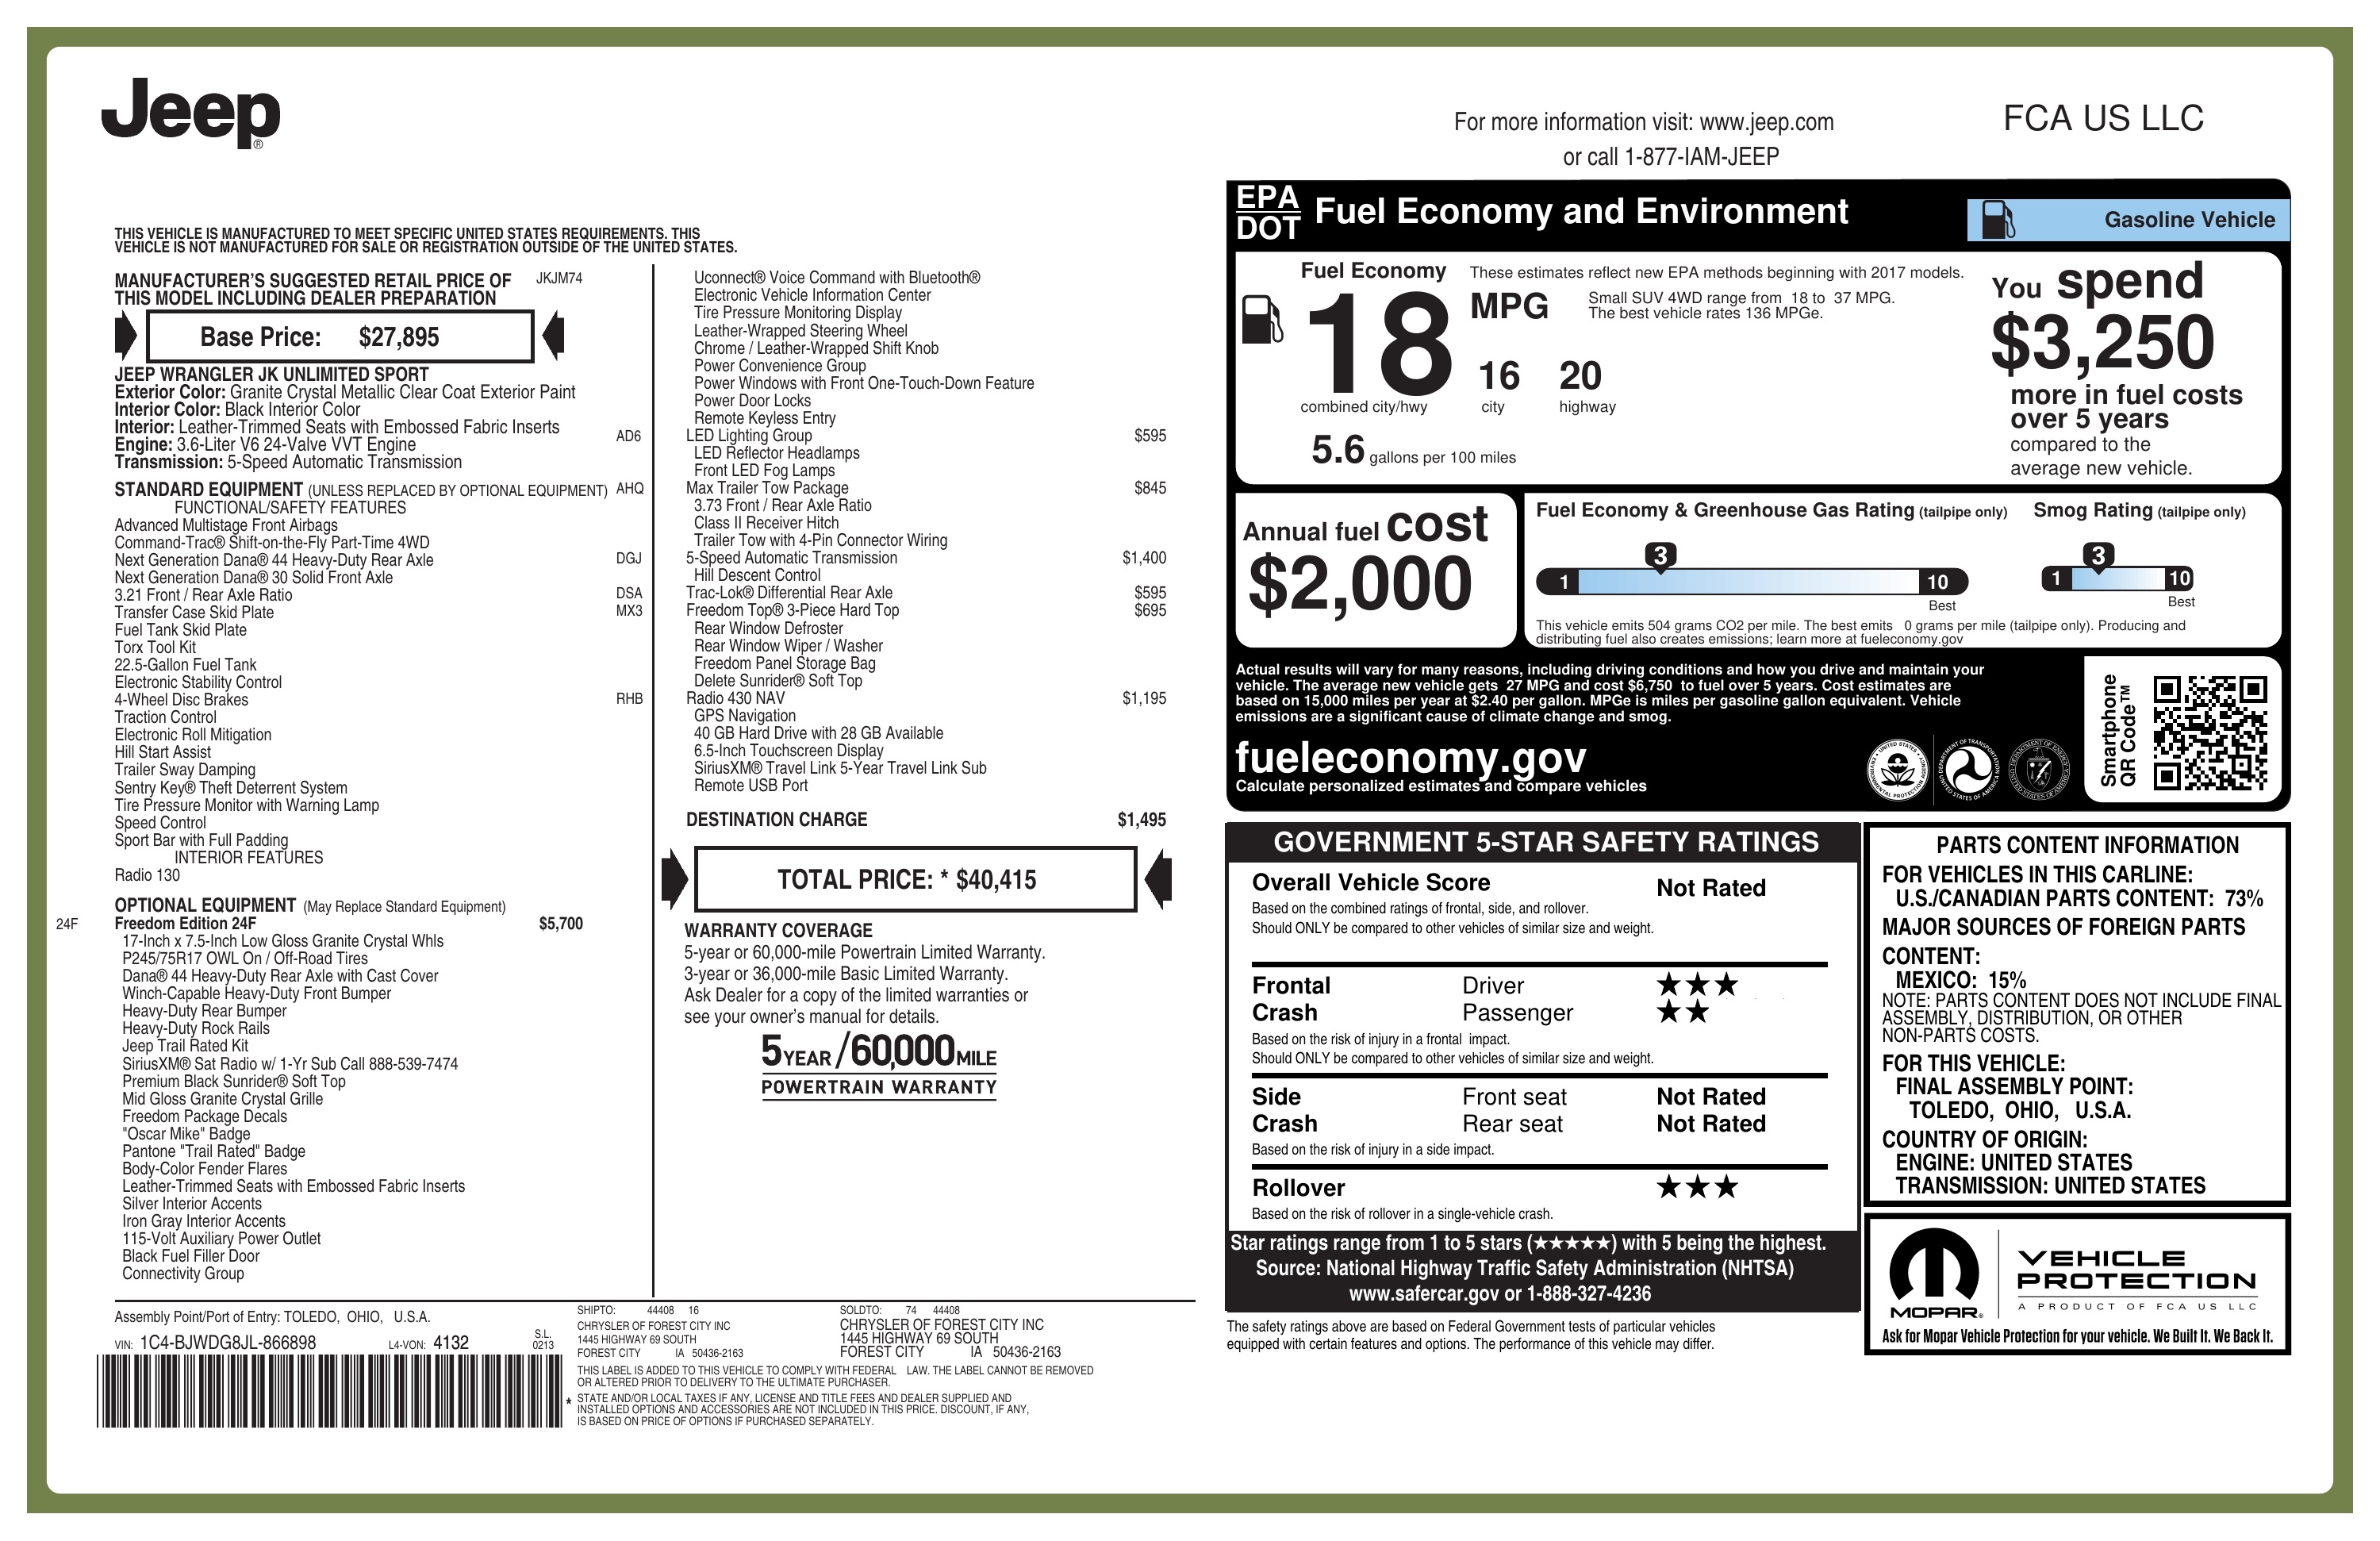 Jeep®
For more information visit: www.jeep.com
or call 1-877-IAM-JEEP
FCA US LLC
THIS VEHICLE IS MANUFACTURED TO MEET SPECIFIC UNITED STATES REQUIREMENTS. THIS
VEHICLE IS NOT MANUFACTURED FOR SALE OR REGISTRATION OUTSIDE OF THE UNITED STATES.
MANUFACTURER'S SUGGESTED RETAIL PRICE OF JKJM74
THIS MODEL INCLUDING DEALER PREPARATION
Base Price: $27,895
JEEP WRANGLER JK UNLIMITED SPORT
Exterior Color: Granite Crystal Metallic Clear Coat Exterior Paint
Interior Color: Black Interior Color
Interior: Leather-Trimmed Seats with Embossed Fabric Inserts
Engine: 3.6-Liter V6 24-Valve VVT Engine
Transmission: 5-Speed Automatic Transmission
STANDARD EQUIPMENT (UNLESS REPLACED BY OPTIONAL EQUIPMENT)
FUNCTIONAL/SAFETY FEATURES
Advanced Multistage Front Airbags
Command-Trac® Shift-on-the-Fly Part-Time 4WD
Next Generation Dana® 44 Heavy-Duty Rear Axle
Next Generation Dana® 30 Solid Front Axle
3.21 Front / Rear Axle Ratio
Transfer Case Skid Plate
Fuel Tank Skid Plate
Torx Tool Kit
22.5-Gallon Fuel Tank
Electronic Stability Control
4-Wheel Disc Brakes
Traction Control
Electronic Roll Mitigation
Hill Start Assist
Trailer Sway Damping
Sentry Key® Theft Deterrent System
Tire Pressure Monitor with Warning Lamp
Speed Control
Sport Bar with Full Padding
INTERIOR FEATURES
Radio 130
OPTIONAL EQUIPMENT (May Replace Standard Equipment)
24F Freedom Edition 24F $5,700
17-Inch x 7.5-Inch Low Gloss Granite Crystal Whls
P245/75R17 OWL On / Off-Road Tires
Dana® 44 Heavy-Duty Rear Axle with Cast Cover
Winch-Capable Heavy-Duty Front Bumper
Heavy-Duty Rear Bumper
Heavy-Duty Rock Rails
Jeep Trail Rated Kit
SiriusXM® Sat Radio w/ 1-Yr Sub Call 888-539-7474
Premium Black Sunrider® Soft Top
Mid Gloss Granite Crystal Grille
Freedom Package Decals
"Oscar Mike" Badge
Pantone "Trail Rated" Badge
Body-Color Fender Flares
Leather-Trimmed Seats with Embossed Fabric Inserts
Silver Interior Accents
Iron Gray Interior Accents
115-Volt Auxiliary Power Outlet
Black Fuel Filler Door
Connectivity Group
Uconnect® Voice Command with Bluetooth®
Electronic Vehicle Information Center
Tire Pressure Monitoring Display
Leather-Wrapped Steering Wheel
Chrome / Leather-Wrapped Shift Knob
Power Convenience Group
Power Windows with Front One-Touch-Down Feature
Power Door Locks
Remote Keyless Entry
AD6 LED Lighting Group $595
LED Reflector Headlamps
Front LED Fog Lamps
AHQ Max Trailer Tow Package $845
3.73 Front / Rear Axle Ratio
Class II Receiver Hitch
Trailer Tow with 4-Pin Connector Wiring
DGJ 5-Speed Automatic Transmission $1,400
Hill Descent Control
DSA Trac-Lok® Differential Rear Axle $595
MX3 Freedom Top® 3-Piece Hard Top $695
Rear Window Defroster
Rear Window Wiper / Washer
Freedom Panel Storage Bag
Delete Sunrider® Soft Top
RHB Radio 430 NAV $1,195
GPS Navigation
40 GB Hard Drive with 28 GB Available
6.5-Inch Touchscreen Display
SiriusXM® Travel Link 5-Year Travel Link Sub
Remote USB Port
DESTINATION CHARGE $1,495
TOTAL PRICE: * $40,415
WARRANTY COVERAGE
5-year or 60,000-mile Powertrain Limited Warranty.
3-year or 36,000-mile Basic Limited Warranty.
Ask Dealer for a copy of the limited warranties or
see your owner's manual for details.
5 YEAR/60,000 MILE
POWERTRAIN WARRANTY
Assembly Point/Port of Entry: TOLEDO, OHIO, U.S.A.
VIN: 1C4-BJWDG8JL-866898 L4-VON: 4132
S.L.
0213
SHIPTO: 44408 16
CHRYSLER OF FOREST CITY INC
1445 HIGHWAY 69 SOUTH
FOREST CITY IA 50436-2163
SOLDTO: 74 44408
CHRYSLER OF FOREST CITY INC
1445 HIGHWAY 69 SOUTH
FOREST CITY IA 50436-2163
THIS LABEL IS ADDED TO THIS VEHICLE TO COMPLY WITH FEDERAL LAW. THE LABEL CANNOT BE REMOVED
OR ALTERED PRIOR TO DELIVERY TO THE ULTIMATE PURCHASER.
* STATE AND/OR LOCAL TAXES IF ANY, LICENSE AND TITLE FEES AND DEALER SUPPLIED AND
INSTALLED OPTIONS AND ACCESSORIES ARE NOT INCLUDED IN THIS PRICE. DISCOUNT, IF ANY,
IS BASED ON PRICE OF OPTIONS IF PURCHASED SEPARATELY.
EPA
DOT
Fuel Economy and Environment
Gasoline Vehicle
Fuel Economy
These estimates reflect new EPA methods beginning with 2017 models.
18 MPG
Small SUV 4WD range from 18 to 37 MPG.
The best vehicle rates 136 MPGe.
16 20
combined city/hwy city highway
5.6 gallons per 100 miles
You spend
$3,250
more in fuel costs
over 5 years
compared to the
average new vehicle.
Annual fuel cost
$2,000
Fuel Economy & Greenhouse Gas Rating (tailpipe only)
3
1 10
Best
Smog Rating (tailpipe only)
3
1 10
Best
This vehicle emits 504 grams CO2 per mile. The best emits 0 grams per mile (tailpipe only). Producing and
distributing fuel also creates emissions; learn more at fueleconomy.gov
Actual results will vary for many reasons, including driving conditions and how you drive and maintain your
vehicle. The average new vehicle gets 27 MPG and cost $6,750 to fuel over 5 years. Cost estimates are
based on 15,000 miles per year at $2.40 per gallon. MPGe is miles per gasoline gallon equivalent. Vehicle
emissions are a significant cause of climate change and smog.
fueleconomy.gov
Calculate personalized estimates and compare vehicles
Smartphone
QR Code™
GOVERNMENT 5-STAR SAFETY RATINGS
Overall Vehicle Score Not Rated
Based on the combined ratings of frontal, side, and rollover.
Should ONLY be compared to other vehicles of similar size and weight.
Frontal Driver ★★★
Crash Passenger ★★
Based on the risk of injury in a frontal impact.
Should ONLY be compared to other vehicles of similar size and weight.
Side Front seat Not Rated
Crash Rear seat Not Rated
Based on the risk of injury in a side impact.
Rollover ★★★
Based on the risk of rollover in a single-vehicle crash.
Star ratings range from 1 to 5 stars (★★★★★) with 5 being the highest.
Source: National Highway Traffic Safety Administration (NHTSA)
www.safercar.gov or 1-888-327-4236
The safety ratings above are based on Federal Government tests of particular vehicles
equipped with certain features and options. The performance of this vehicle may differ.
PARTS CONTENT INFORMATION
FOR VEHICLES IN THIS CARLINE:
U.S./CANADIAN PARTS CONTENT: 73%
MAJOR SOURCES OF FOREIGN PARTS
CONTENT:
MEXICO: 15%
NOTE: PARTS CONTENT DOES NOT INCLUDE FINAL
ASSEMBLY, DISTRIBUTION, OR OTHER
NON-PARTS COSTS.
FOR THIS VEHICLE:
FINAL ASSEMBLY POINT:
TOLEDO, OHIO, U.S.A.
COUNTRY OF ORIGIN:
ENGINE: UNITED STATES
TRANSMISSION: UNITED STATES
MOPAR®
VEHICLE
PROTECTION
A PRODUCT OF FCA US LLC
Ask for Mopar Vehicle Protection for your vehicle. We Built It. We Back It.